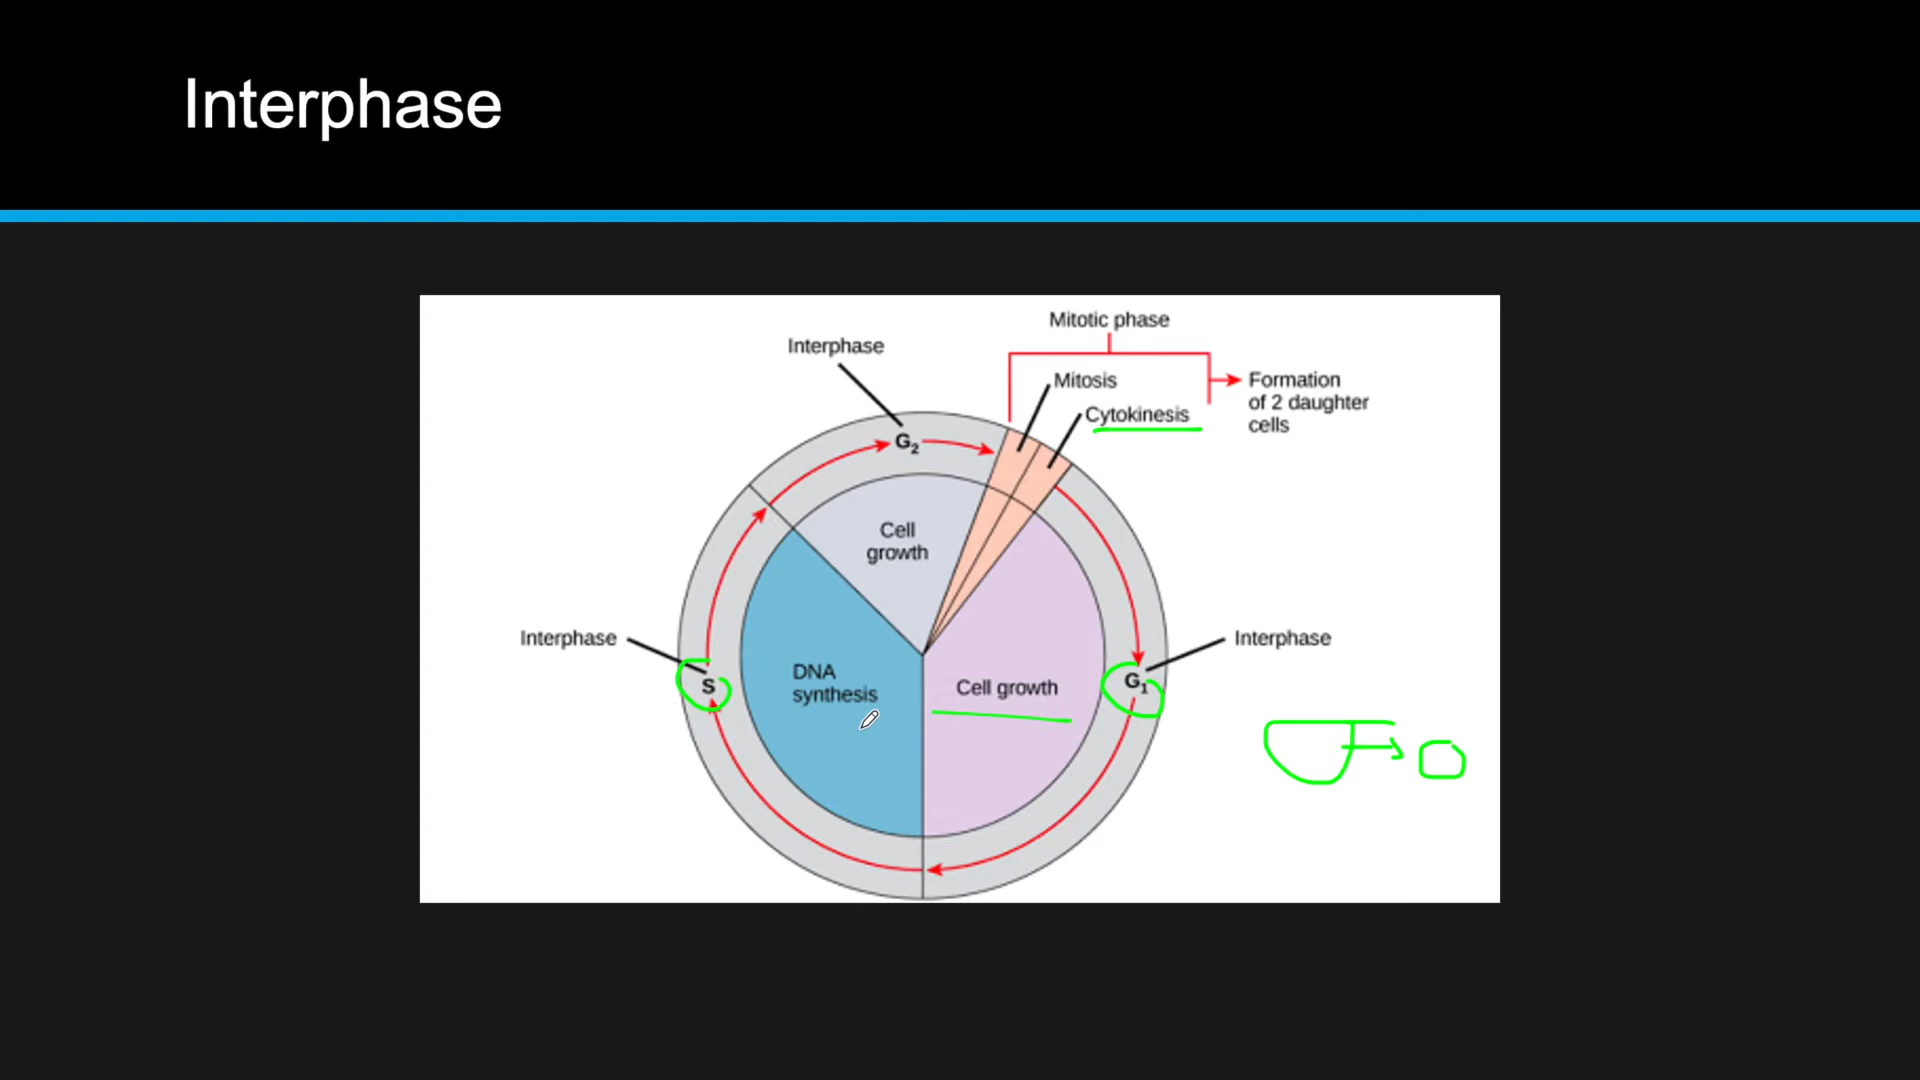 Interphase
Mitotic phase
Interphase
Mitosis
Cytokinesis
Formation
of 2 daughter
cells
G₂
Cell
growth
Interphase
Interphase
S
DNA
synthesis
Cell growth
G₁